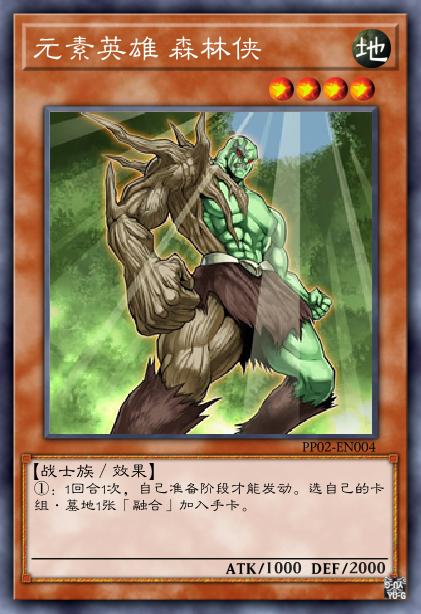 元素英雄 森林侠
地
PP02-EN004
【战士族／效果】
①：1回合1次，自己准备阶段才能发动。选自己的卡
组·墓地1张「融合」加入手卡。
ATK/1000 DEF/2000